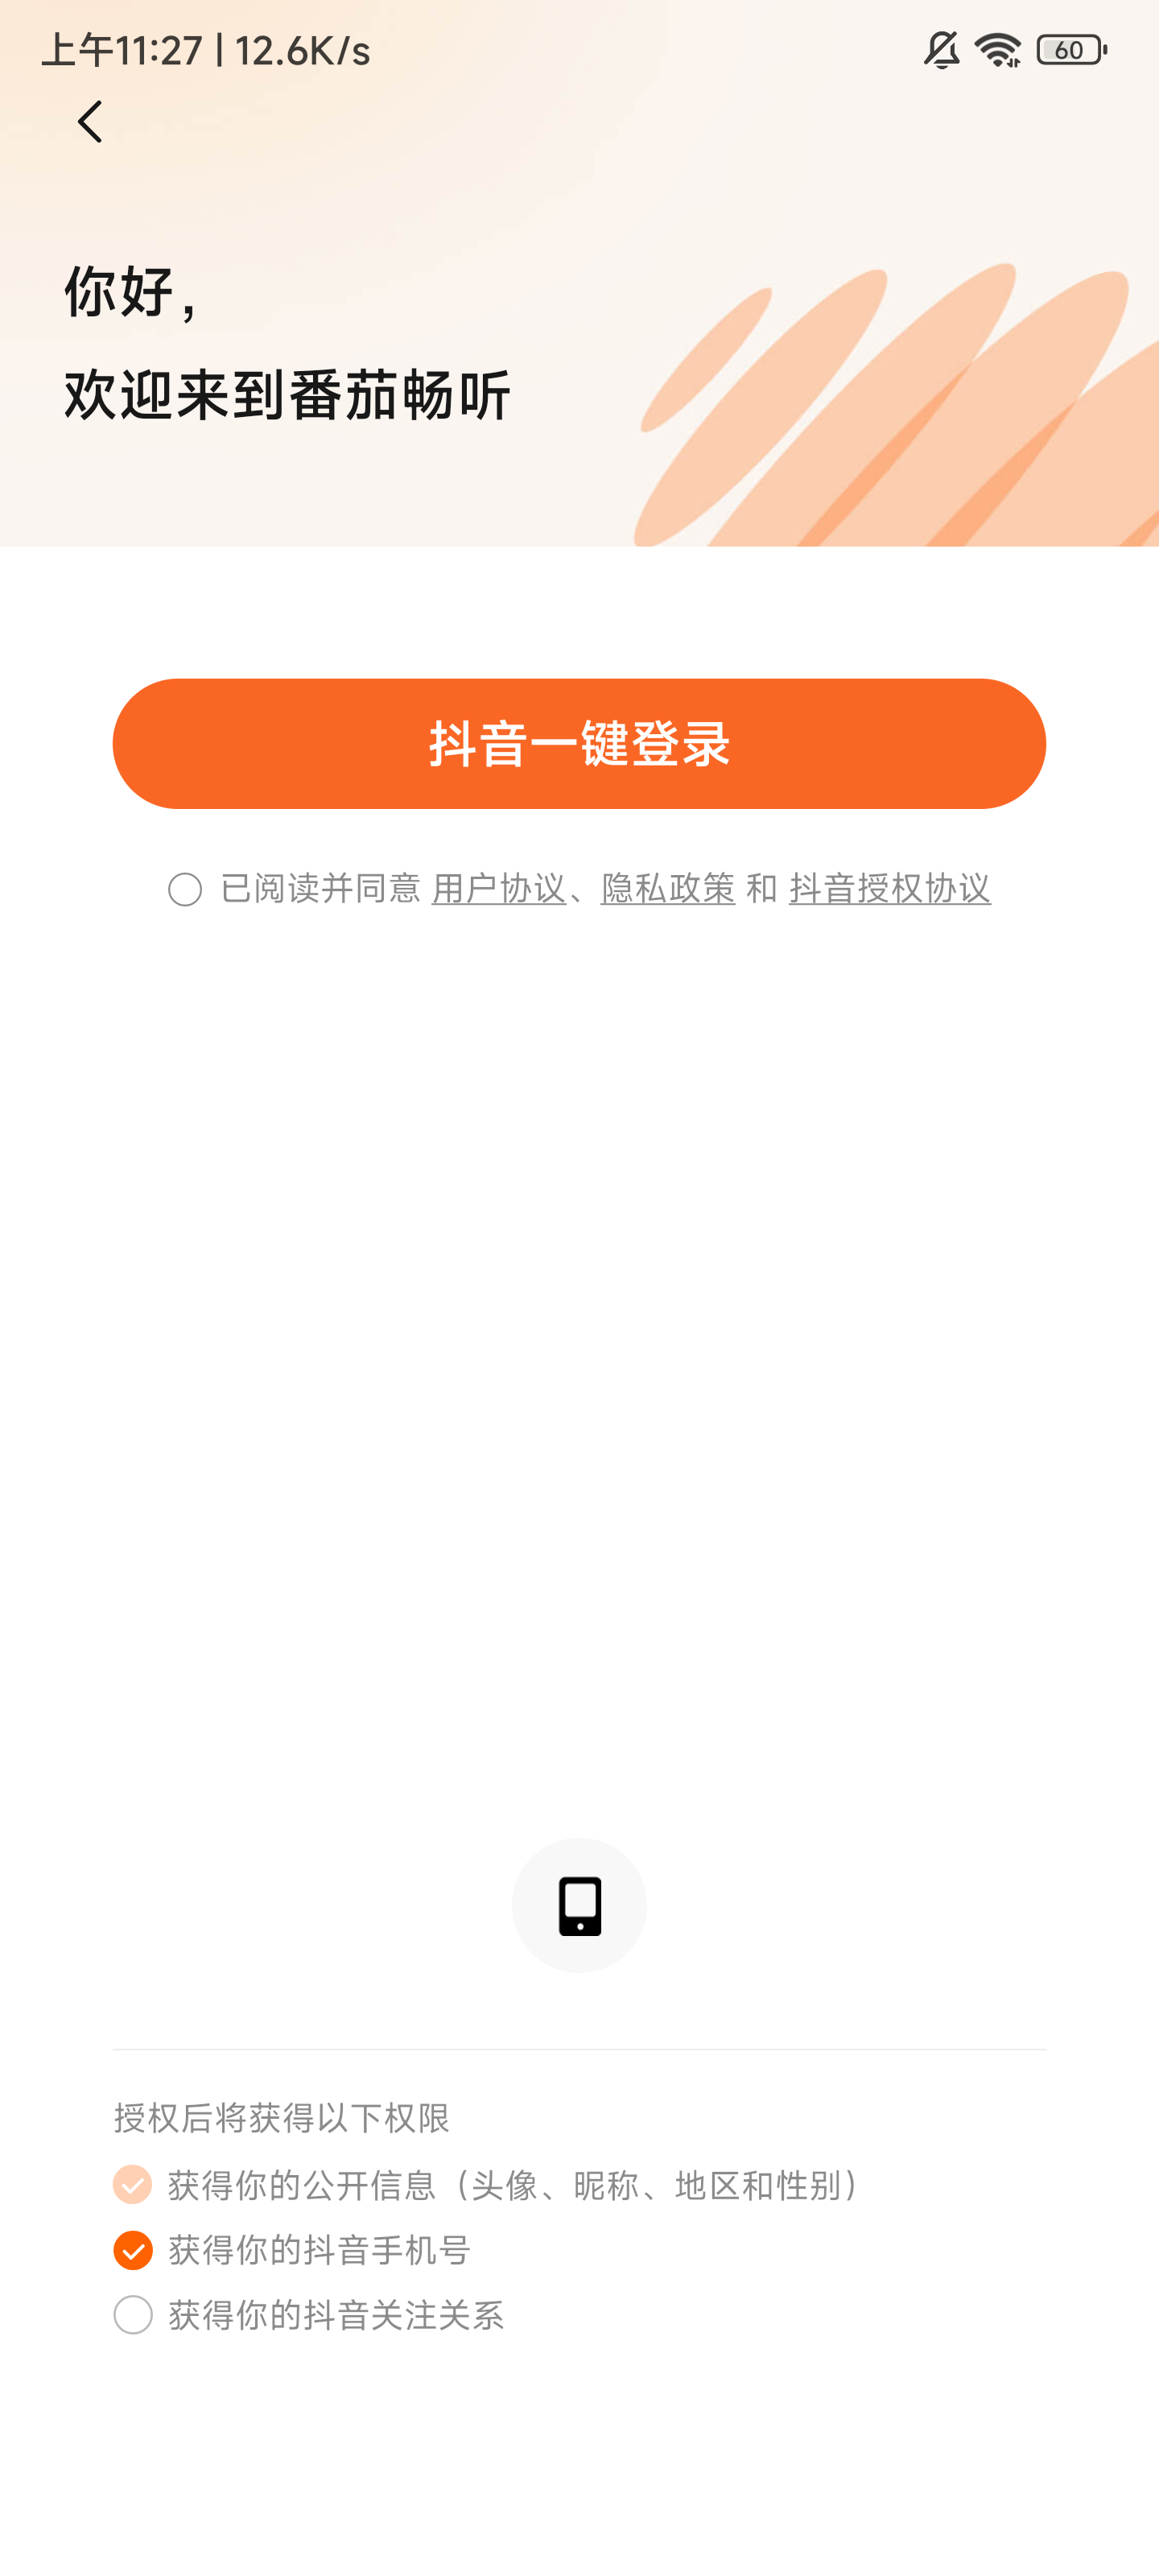 上午11:27 | 12.6K/s
60
你好，
欢迎来到番茄畅听
抖音一键登录
已阅读并同意 用户协议、隐私政策 和 抖音授权协议
授权后将获得以下权限
获得你的公开信息（头像、昵称、地区和性别）
获得你的抖音手机号
获得你的抖音关注关系